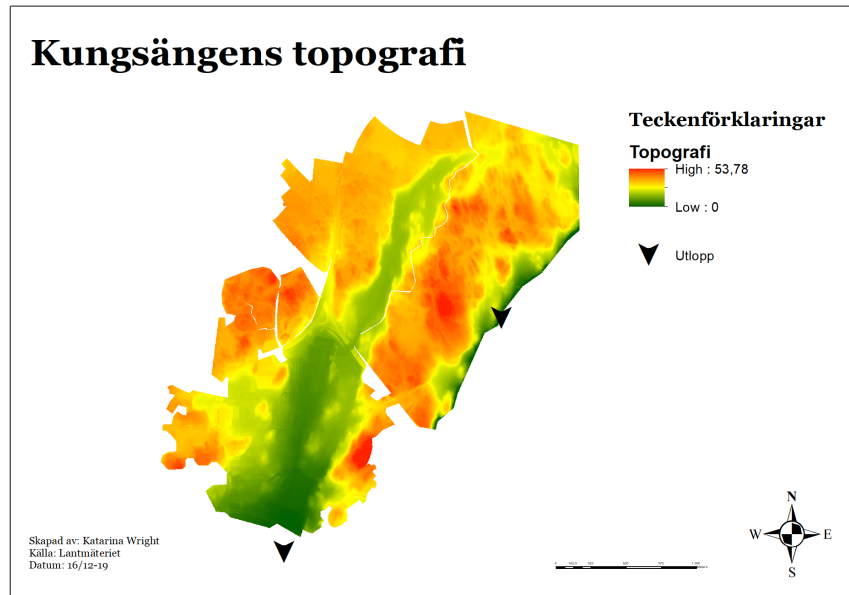 Kungsängens topografi
Teckenförklaringar
Topografi
High : 53,78
Low : 0
Utlopp
Skapad av: Katarina Wright
Källa: Lantmäteriet
Datum: 16/12-19
N
W E
S
0